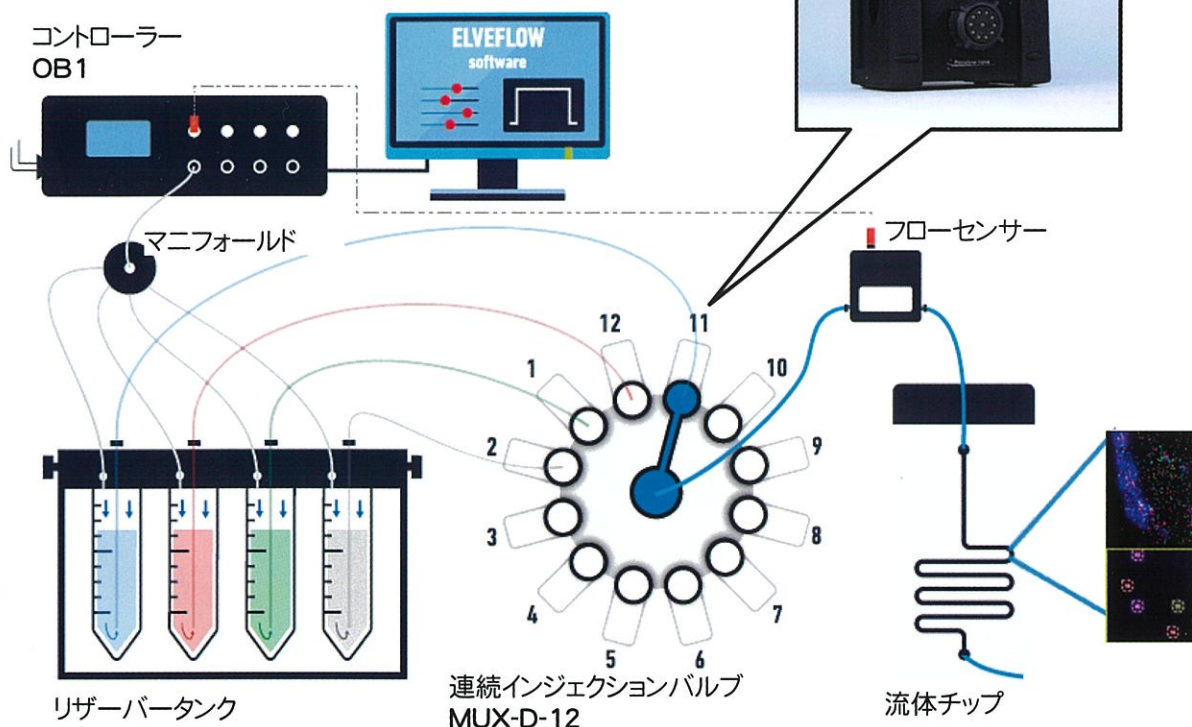 コントローラー
OB1
ELVEFLOW
software
マニフォールド
フローセンサー
12
11
1
10
2
9
3
8
4
7
5
6
リザーバータンク
連続インジェクションバルブ
MUX-D-12
流体チップ